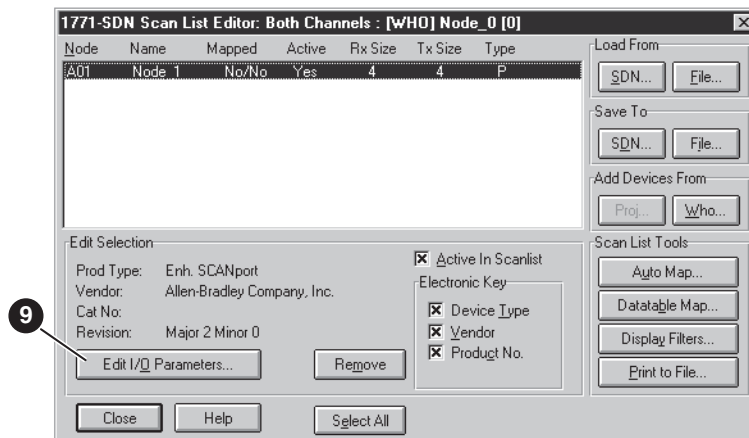 1771-SDN Scan List Editor: Both Channels : [WHO] Node_0 [0]
Node Name Mapped Active Rx Size Tx Size Type
A01 Node 1 No/No Yes 4 4 P
Load From
SDN... File...
Save To
SDN... File...
Add Devices From
Proj... Who...
Edit Selection
Prod Type: Enh. SCANport
Vendor: Allen-Bradley Company, Inc.
Cat No:
Revision: Major 2 Minor 0
9
Edit I/O Parameters... Remove
Active In Scanlist
Electronic Key
Device Type
Vendor
Product No.
Scan List Tools
Auto Map...
Datatable Map...
Display Filters...
Print to File...
Close Help Select All